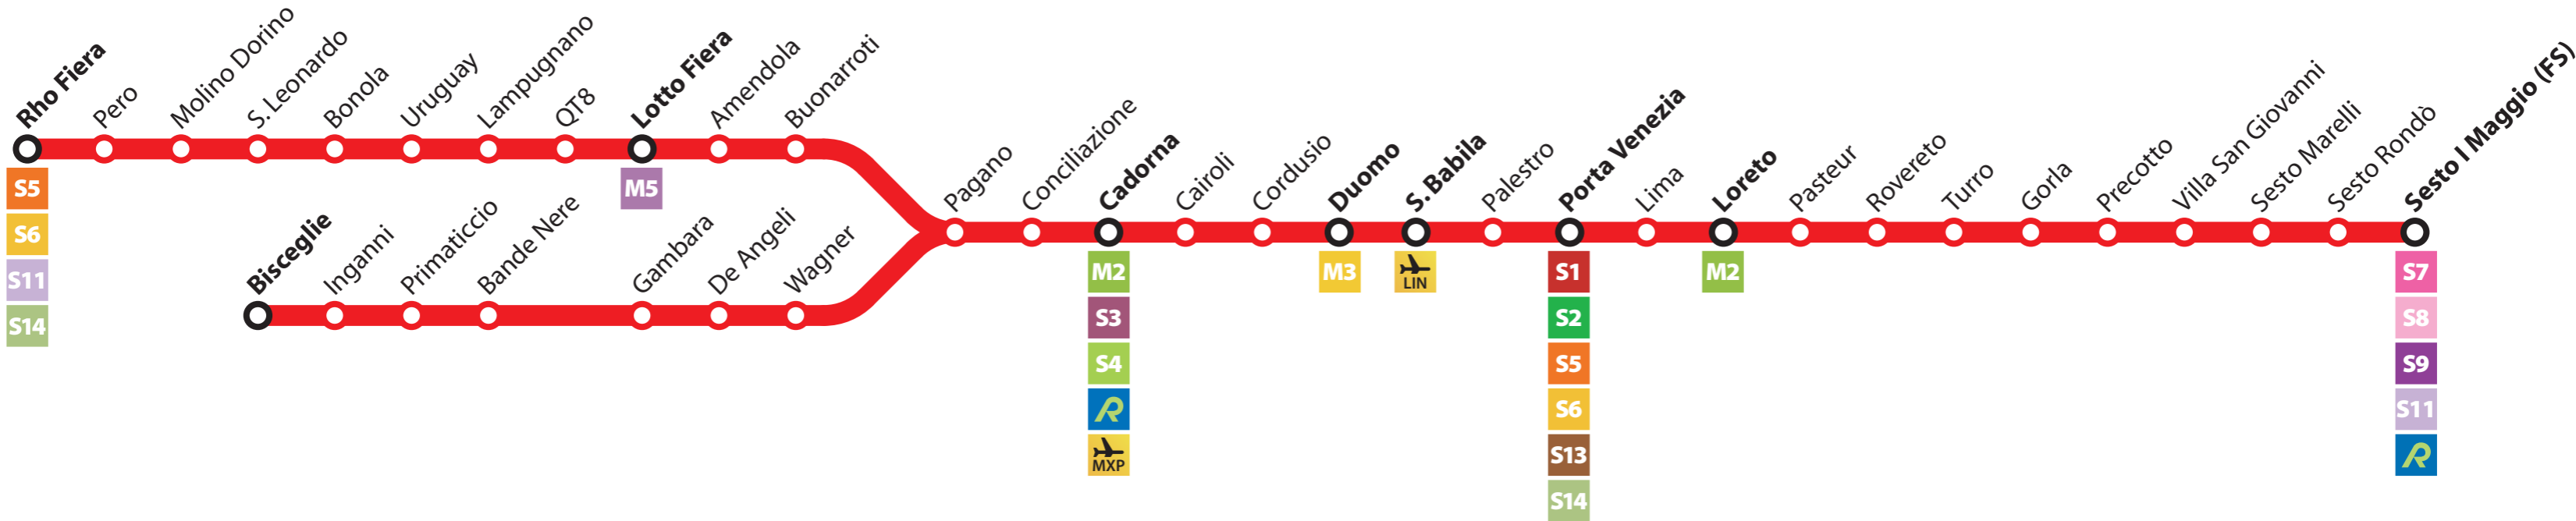 Rho Fiera
Pero
Molino Dorino
S. Leonardo
Bonola
Uruguay
Lampugnano
QT8
Lotto Fiera
Amendola
Buonarroti
S5
S6
S11
S14
M5
Bisceglie
Inganni
Primaticcio
Bande Nere
Gambara
De Angeli
Wagner
Pagano
Conciliazione
Cadorna
Cairoli
Cordusio
Duomo
S. Babila
Palestro
Porta Venezia
Lima
Loreto
Pasteur
Rovereto
Turro
Gorla
Precotto
Villa San Giovanni
Sesto Marelli
Sesto Rondò
Sesto I Maggio (FS)
M2
S3
S4
R
MXP
M3
LIN
S1
S2
S5
S6
S13
S14
M2
S7
S8
S9
S11
R